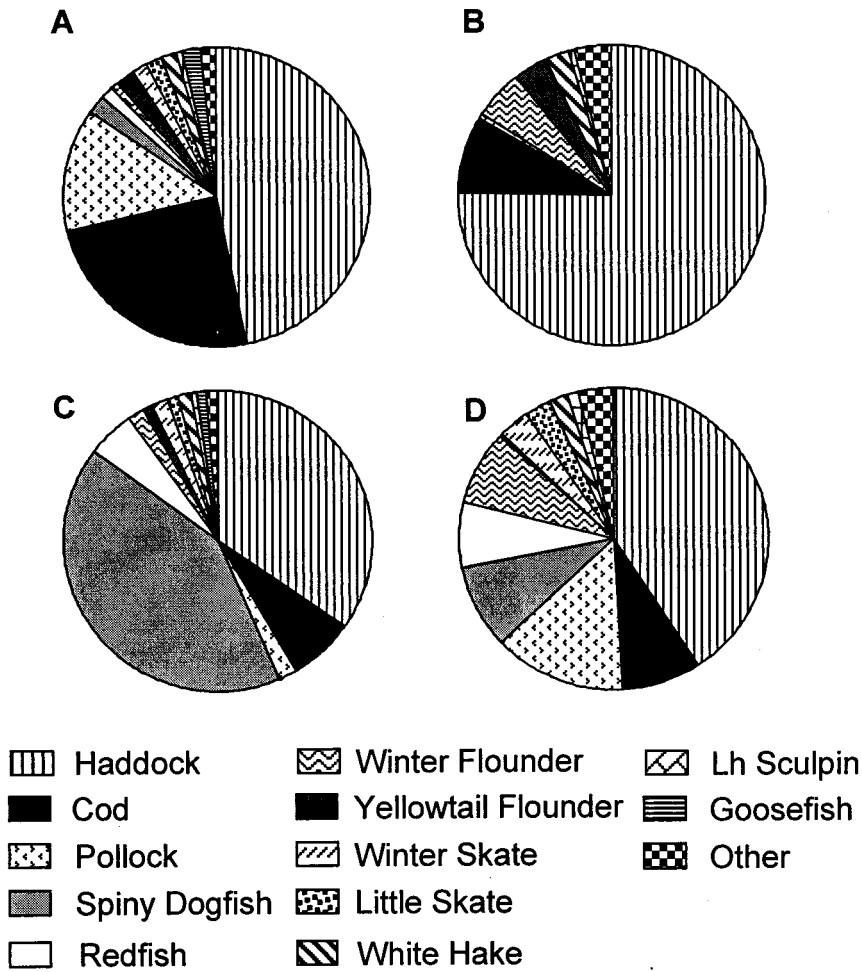 A
B
C
D
Haddock
Cod
Pollock
Spiny Dogfish
Redfish
Winter Flounder
Yellowtail Flounder
Winter Skate
Little Skate
White Hake
Lh Sculpin
Goosefish
Other